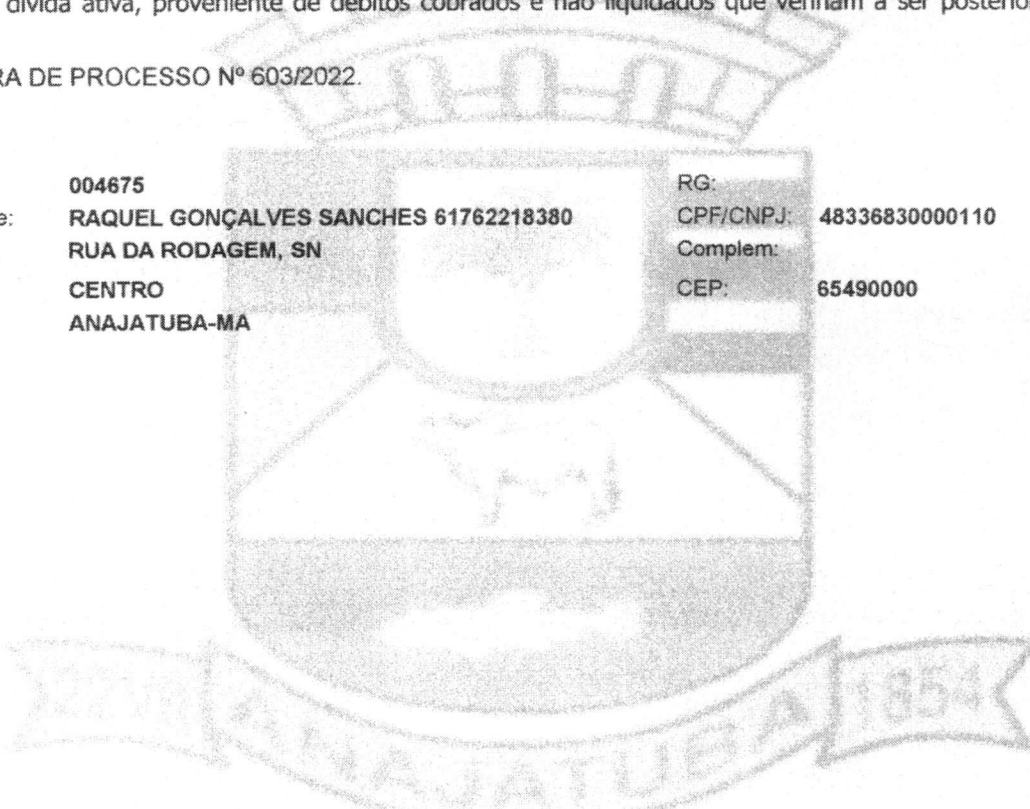 dívida ativa, proveniente de débitos cobrados e não liquidados que venham a ser
RA DE PROCESSO Nº 603/2022.
004675 RG:
e: RAQUEL GONÇALVES SANCHES 61762218380 CPF/CNPJ: 48336830000110
RUA DA RODAGEM, SN Complem:
CENTRO CEP: 65490000
ANAJATUBA-MA
ANAJATUBA 1854